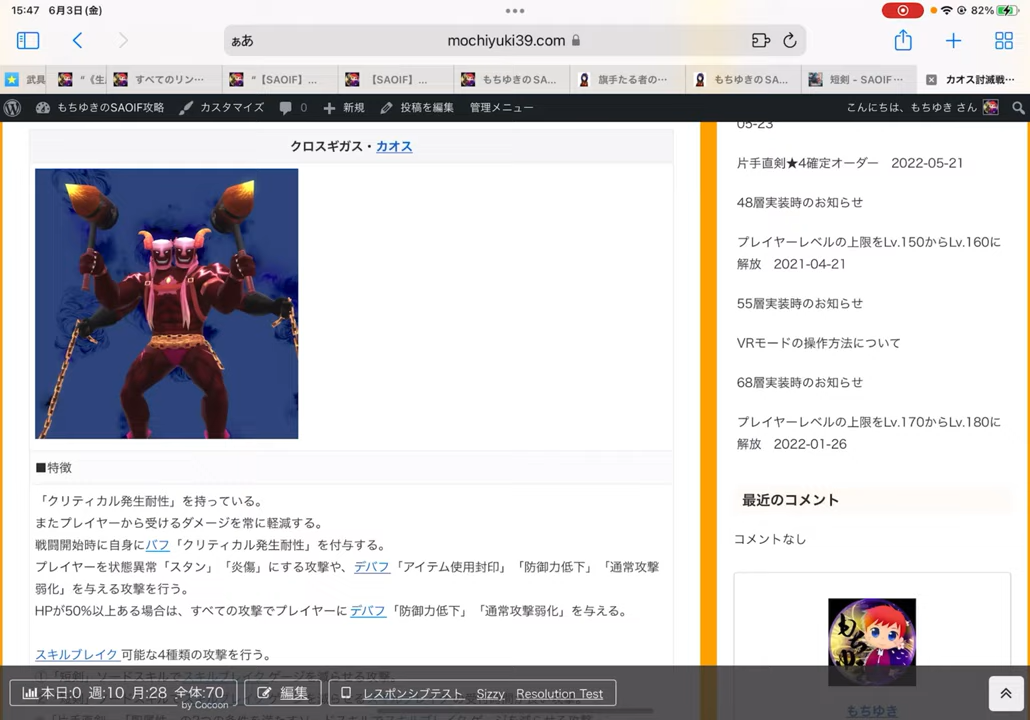 15:47 6月3日(金)
82%
ぁあ
mochiyuki39.com
武具
"《生
すべてのリン…
"【SAOIF】…
【SAOIF】…
もちゆきのSA…
旗手たる者の…
もちゆきのSA…
短剣 - SAOIF…
カオス討滅戦…
もちゆきのSAOIF攻略 カスタマイズ 0 新規 投稿を編集 管理メニュー こんにちは、もちゆき さん
クロスギガス・カオス
■特徴
「クリティカル発生耐性」を持っている。
またプレイヤーから受けるダメージを常に軽減する。
戦闘開始時に自身にバフ「クリティカル発生耐性」を付与する。
プレイヤーを状態異常「スタン」「炎傷」にする攻撃や、デバフ「アイテム使用封印」「防御力低下」「通常攻撃
弱化」を与える攻撃を行う。
HPが50%以上ある場合は、すべての攻撃でプレイヤーにデバフ「防御力低下」「通常攻撃弱化」を与える。
スキルブレイク可能な4種類の攻撃を行う。
05-23
片手直剣★4確定オーダー 2022-05-21
48層実装時のお知らせ
プレイヤーレベルの上限をLv.150からLv.160に
解放 2021-04-21
55層実装時のお知らせ
VRモードの操作方法について
68層実装時のお知らせ
プレイヤーレベルの上限をLv.170からLv.180に
解放 2022-01-26
最近のコメント
コメントなし
もちゆき
もちゆき
本日:0 週:10 月:28 全体:70
by Cocoon
編集
レスポンシブテスト Sizzy Resolution Test